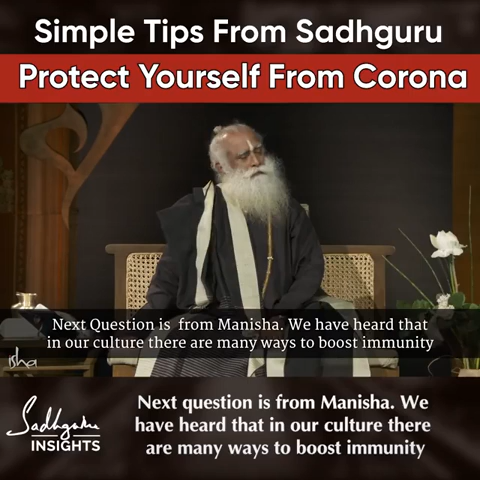 Simple Tips From Sadhguru
Protect Yourself From Corona
Next Question is from Manisha. We have heard that
in our culture there are many ways to boost immunity
isha
Sadhguru
INSIGHTS
Next question is from Manisha. We
have heard that in our culture there
are many ways to boost immunity